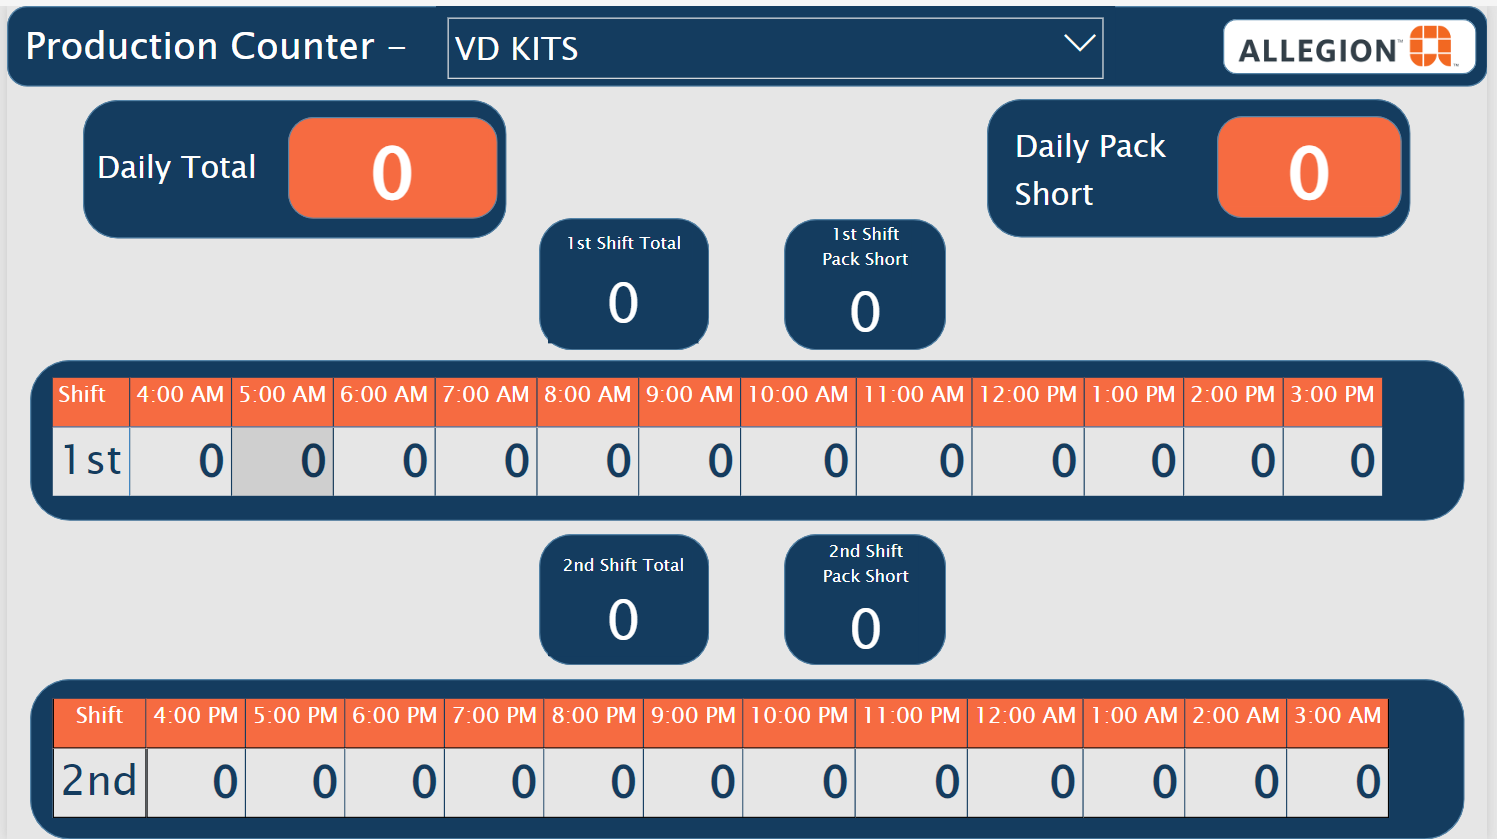 Production Counter –
VD KITS
ALLEGION™
Daily Total
0
Daily Pack
Short
0
1st Shift Total
0
1st Shift
Pack Short
0
Shift 4:00 AM 5:00 AM 6:00 AM 7:00 AM 8:00 AM 9:00 AM 10:00 AM 11:00 AM 12:00 PM 1:00 PM 2:00 PM 3:00 PM
1st 0 0 0 0 0 0 0 0 0 0 0 0
2nd Shift Total
0
2nd Shift
Pack Short
0
Shift 4:00 PM 5:00 PM 6:00 PM 7:00 PM 8:00 PM 9:00 PM 10:00 PM 11:00 PM 12:00 AM 1:00 AM 2:00 AM 3:00 AM
2nd 0 0 0 0 0 0 0 0 0 0 0 0